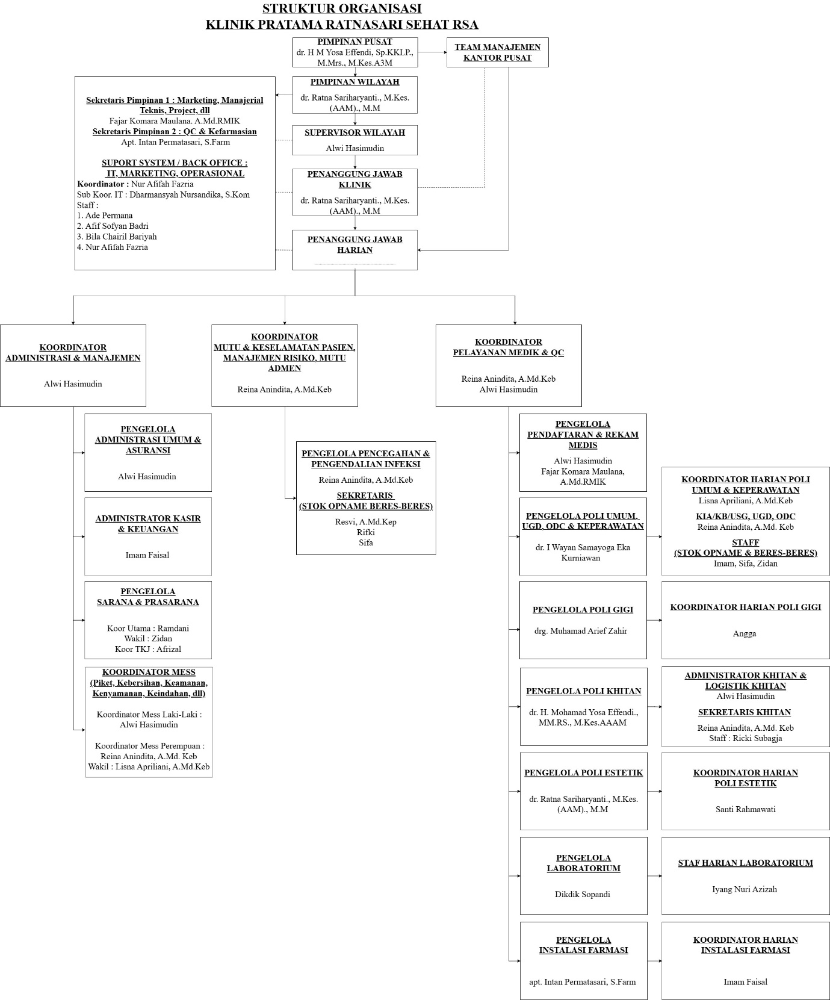 STRUKTUR ORGANISASI
KLINIK PRATAMA RATNASARI SEHAT RSA
PIMPINAN PUSAT
dr. H M Yosa Effendi, Sp.KKLP.,
M.Mrs., M.Kes.A3M
TEAM MANAJEMEN
KANTOR PUSAT
PIMPINAN WILAYAH
dr. Ratna Sariharyanti., M.Kes.
(AAM)., M.M
Sekretaris Pimpinan 1 : Marketing, Manajerial
Teknis, Project, dll
Fajar Komara Maulana. A.Md.RMIK
Sekretaris Pimpinan 2 : QC & Kefarmasian
Apt. Intan Permatasari, S.Farm
SUPORT SYSTEM / BACK OFFICE :
IT, MARKETING, OPERASIONAL
Koordinator : Nur Afifah Fazria
Sub Koor. IT : Dharmansyah Nursandika, S.Kom
Staff :
1. Ade Permana
2. Afif Sofyan Badri
3. Bila Chairil Bariyah
4. Nur Afifah Fazria
SUPERVISOR WILAYAH
Alwi Hasimudin
PENANGGUNG JAWAB
KLINIK
dr. Ratna Sariharyanti., M.Kes.
(AAM)., M.M
PENANGGUNG JAWAB
HARIAN
KOORDINATOR
ADMINISTRASI & MANAJEMEN
Alwi Hasimudin
KOORDINATOR
MUTU & KESELAMATAN PASIEN,
MANAJEMEN RISIKO, MUTU
ADMEN
Reina Anindita, A.Md.Keb
KOORDINATOR
PELAYANAN MEDIK & QC
Reina Anindita, A.Md.Keb
Alwi Hasimudin
PENGELOLA
ADMINISTRASI UMUM &
ASURANSI
Alwi Hasimudin
ADMINISTRATOR KASIR
& KEUANGAN
Imam Faisal
PENGELOLA
SARANA & PRASARANA
Koor Utama : Ramdani
Wakil : Zidan
Koor TKJ : Afrizal
KOORDINATOR MESS
(Piket, Kebersihan, Keamanan,
Kenyamanan, Keindahan, dll)
Koordinator Mess Laki-Laki :
Alwi Hasimudin
Koordinator Mess Perempuan :
Reina Anindita, A.Md. Keb
Wakil : Lisna Apriliani, A.Md.Keb
PENGELOLA PENCEGAHAN &
PENGENDALIAN INFEKSI
Reina Anindita, A.Md.Keb
SEKRETARIS
(STOK OPNAME BERES-BERES)
Resvi, A.Md.Kep
Rifki
Sifa
PENGELOLA
PENDAFTARAN & REKAM
MEDIS
Alwi Hasimudin
Fajar Komara Maulana,
A.Md.RMIK
PENGELOLA POLI UMUM,
UGD, ODC & KEPERAWATAN
dr. I Wayan Samayoga Eka
Kurniawan
KOORDINATOR HARIAN POLI
UMUM & KEPERAWATAN
Lisna Apriliani, A.Md.Keb
KIA/KB/USG, UGD, ODC
Reina Anindita, A.Md. Keb
STAFF
(STOK OPNAME & BERES-BERES)
Imam, Sifa, Zidan
PENGELOLA POLI GIGI
drg. Muhamad Arief Zahir
KOORDINATOR HARIAN POLI GIGI
Angga
PENGELOLA POLI KHITAN
dr. H. Mohamad Yosa Effendi.,
MM.RS., M.Kes.AAAM
ADMINISTRATOR KHITAN &
LOGISTIK KHITAN
Alwi Hasimudin
SEKRETARIS KHITAN
Reina Anindita, A.Md. Keb
Staff : Ricki Subagja
PENGELOLA POLI ESTETIK
dr. Ratna Sariharyanti., M.Kes.
(AAM)., M.M
KOORDINATOR HARIAN
POLI ESTETIK
Santi Rahmawati
PENGELOLA
LABORATORIUM
Dikdik Sopandi
STAF HARIAN LABORATORIUM
Iyang Nuri Azizah
PENGELOLA
INSTALASI FARMASI
apt. Intan Permatasari, S.Farm
KOORDINATOR HARIAN
INSTALASI FARMASI
Imam Faisal